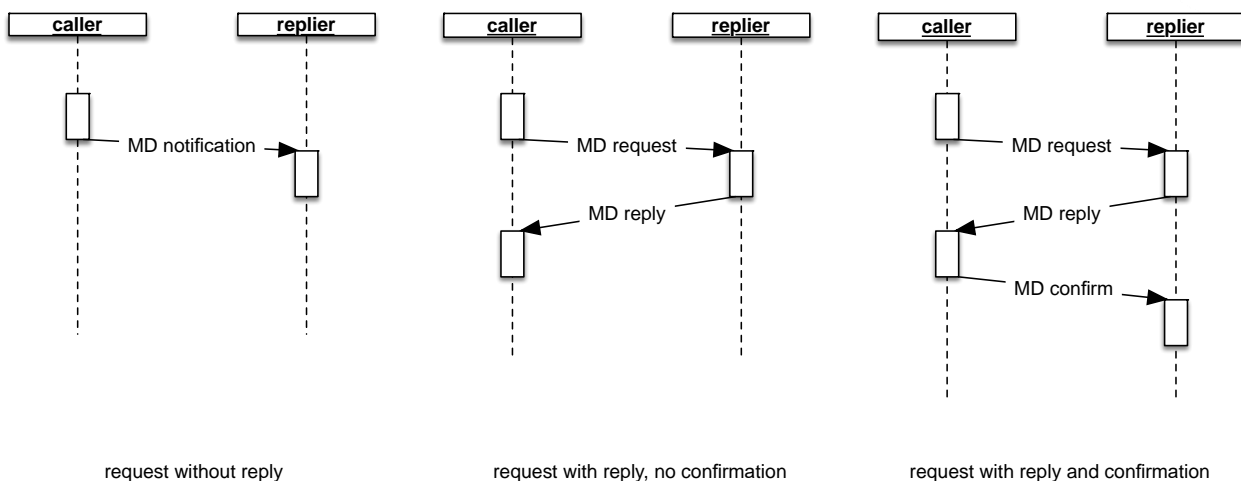 caller
replier
MD notification
request without reply
caller
replier
MD request
MD reply
request with reply, no confirmation
caller
replier
MD request
MD reply
MD confirm
request with reply and confirmation